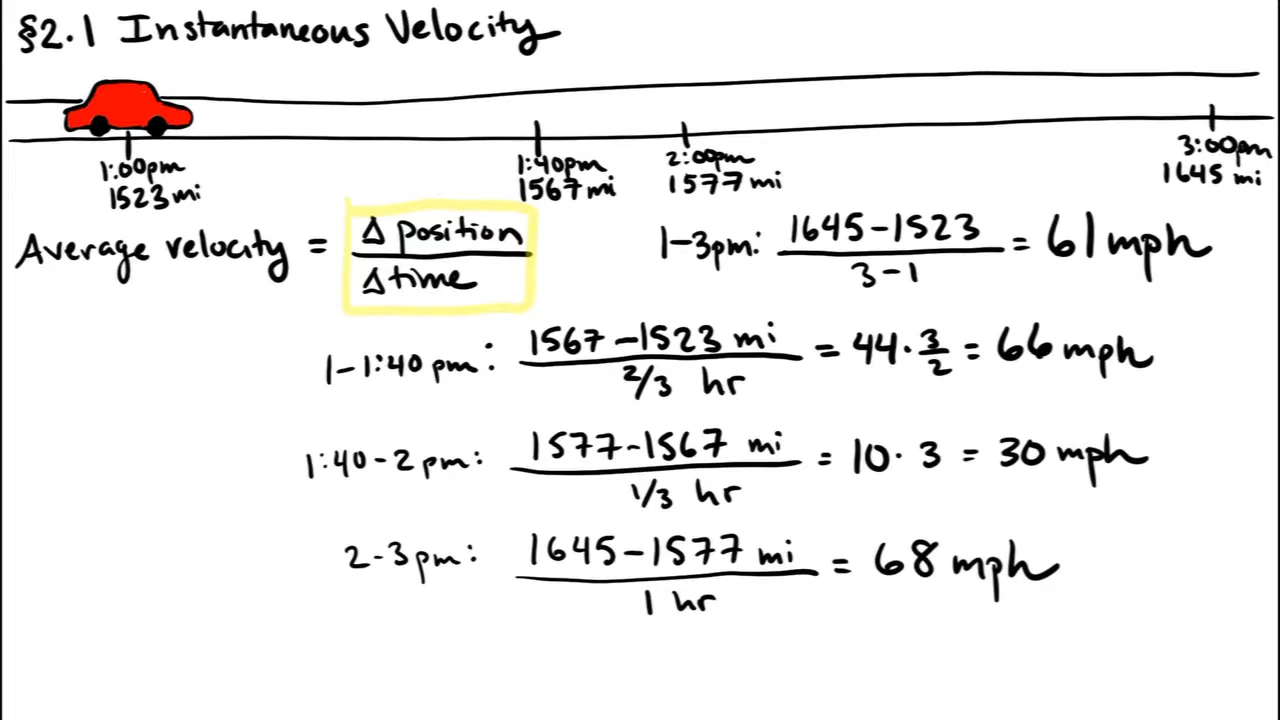 §2.1 Instantaneous Velocity
1:00pm 1:40pm 2:00pm 3:00pm
1523 mi 1567 mi 1577 mi 1645 mi
Average velocity = Δ position / Δ time
1-3pm: 1645-1523 / 3-1 = 61 mph
1-1:40 pm: 1567-1523 mi / 2/3 hr = 44·3/2 = 66 mph
1:40-2 pm: 1577-1567 mi / 1/3 hr = 10·3 = 30 mph
2-3pm: 1645-1577 mi / 1 hr = 68 mph